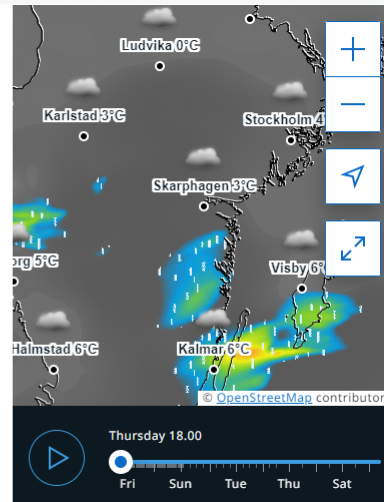 Ludvika 0°C
Karlstad 3°C
Stockholm 4
Skarphagen 3°C
org 5°C
Visby 6°
Halmstad 6°C
Kalmar 6°C
© OpenStreetMap contributor
Thursday 18.00
Fri Sun Tue Thu Sat